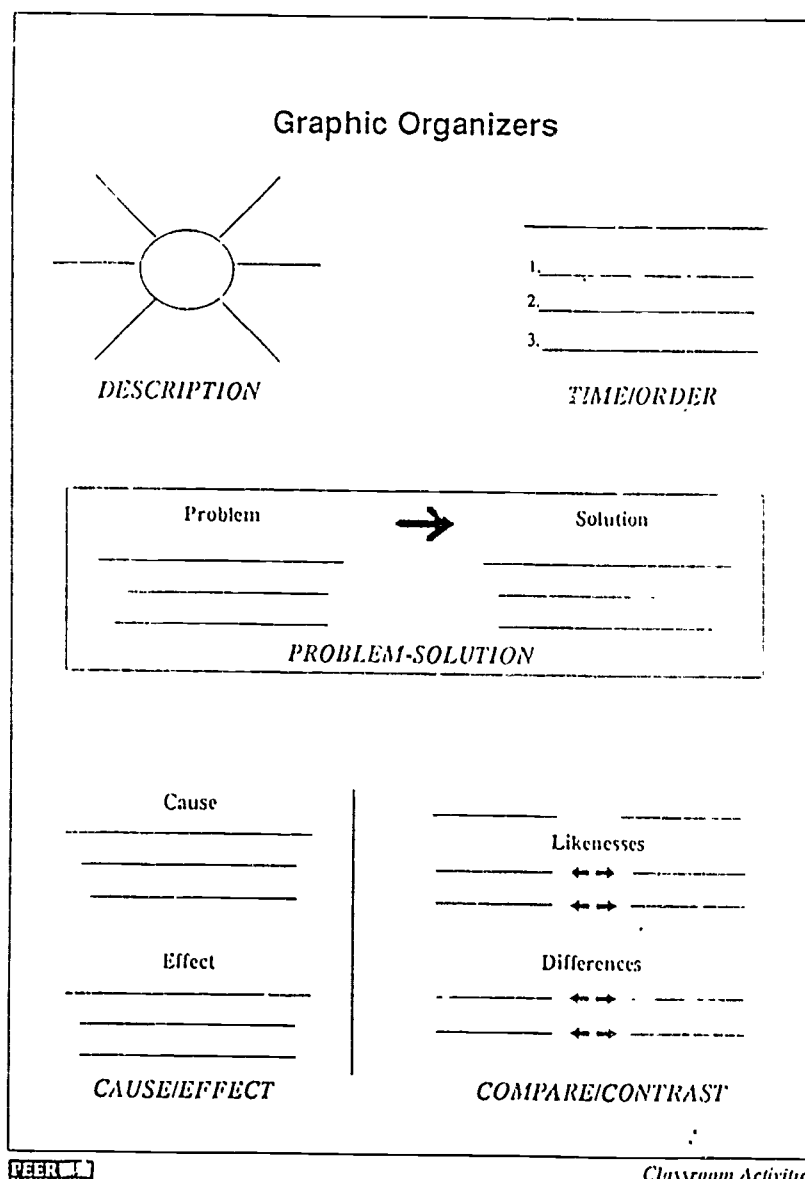 Graphic Organizers
1.
2.
3.
DESCRIPTION
TIME/ORDER
Problem
Solution
PROBLEM-SOLUTION
Cause
Effect
CAUSE/EFFECT
Likenesses
Differences
COMPARE/CONTRAST
PEER
Classroom